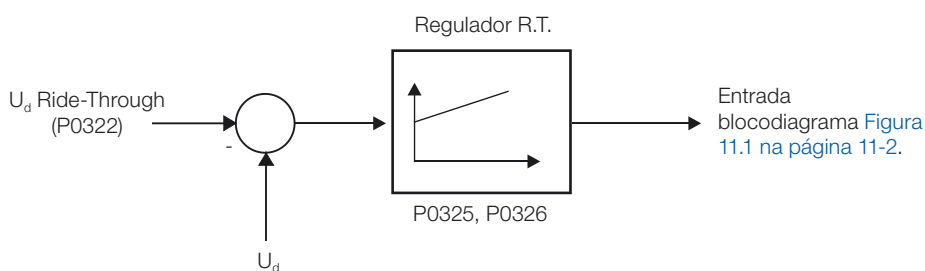 Regulador R.T.
U_d Ride-Through
(P0322)
-
U_d
P0325, P0326
Entrada
blocodiagrama Figura
11.1 na página 11-2.